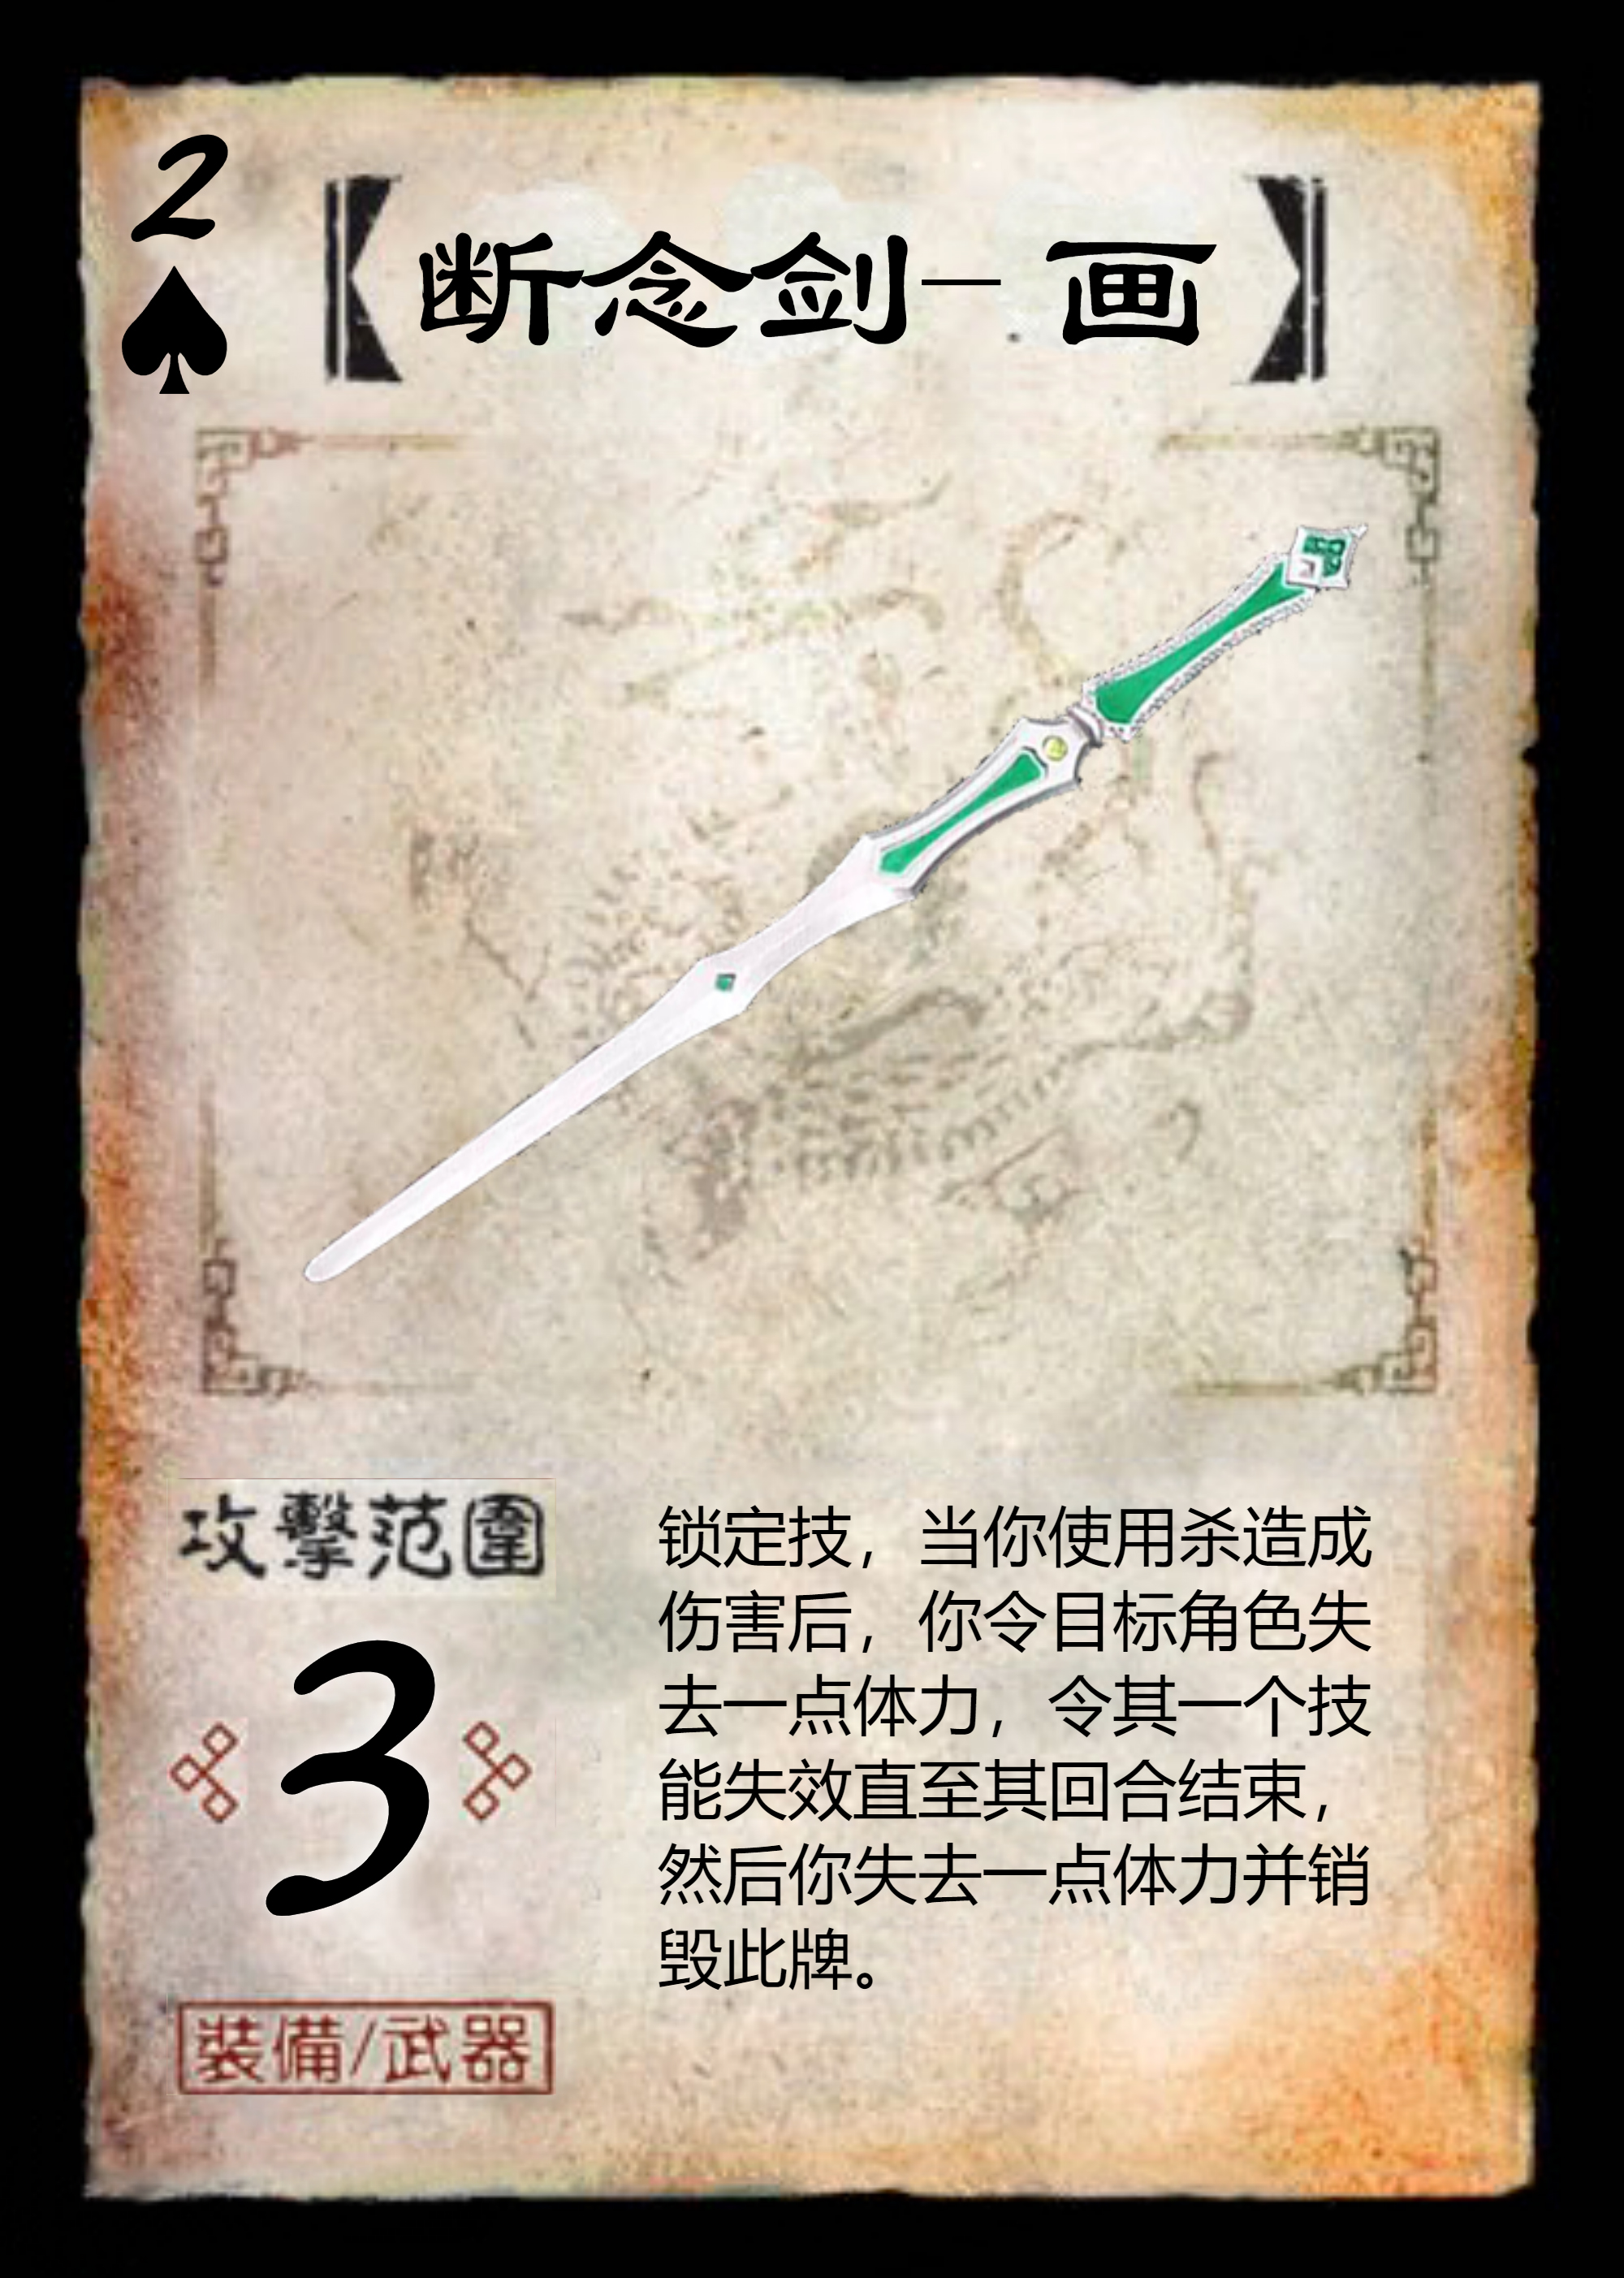 2
【断念剑— 画】
攻擊范圍
3
锁定技，当你使用杀造成
伤害后，你令目标角色失
去一点体力，令其一个技
能失效直至其回合结束，
然后你失去一点体力并销
毁此牌。
裝備/武器